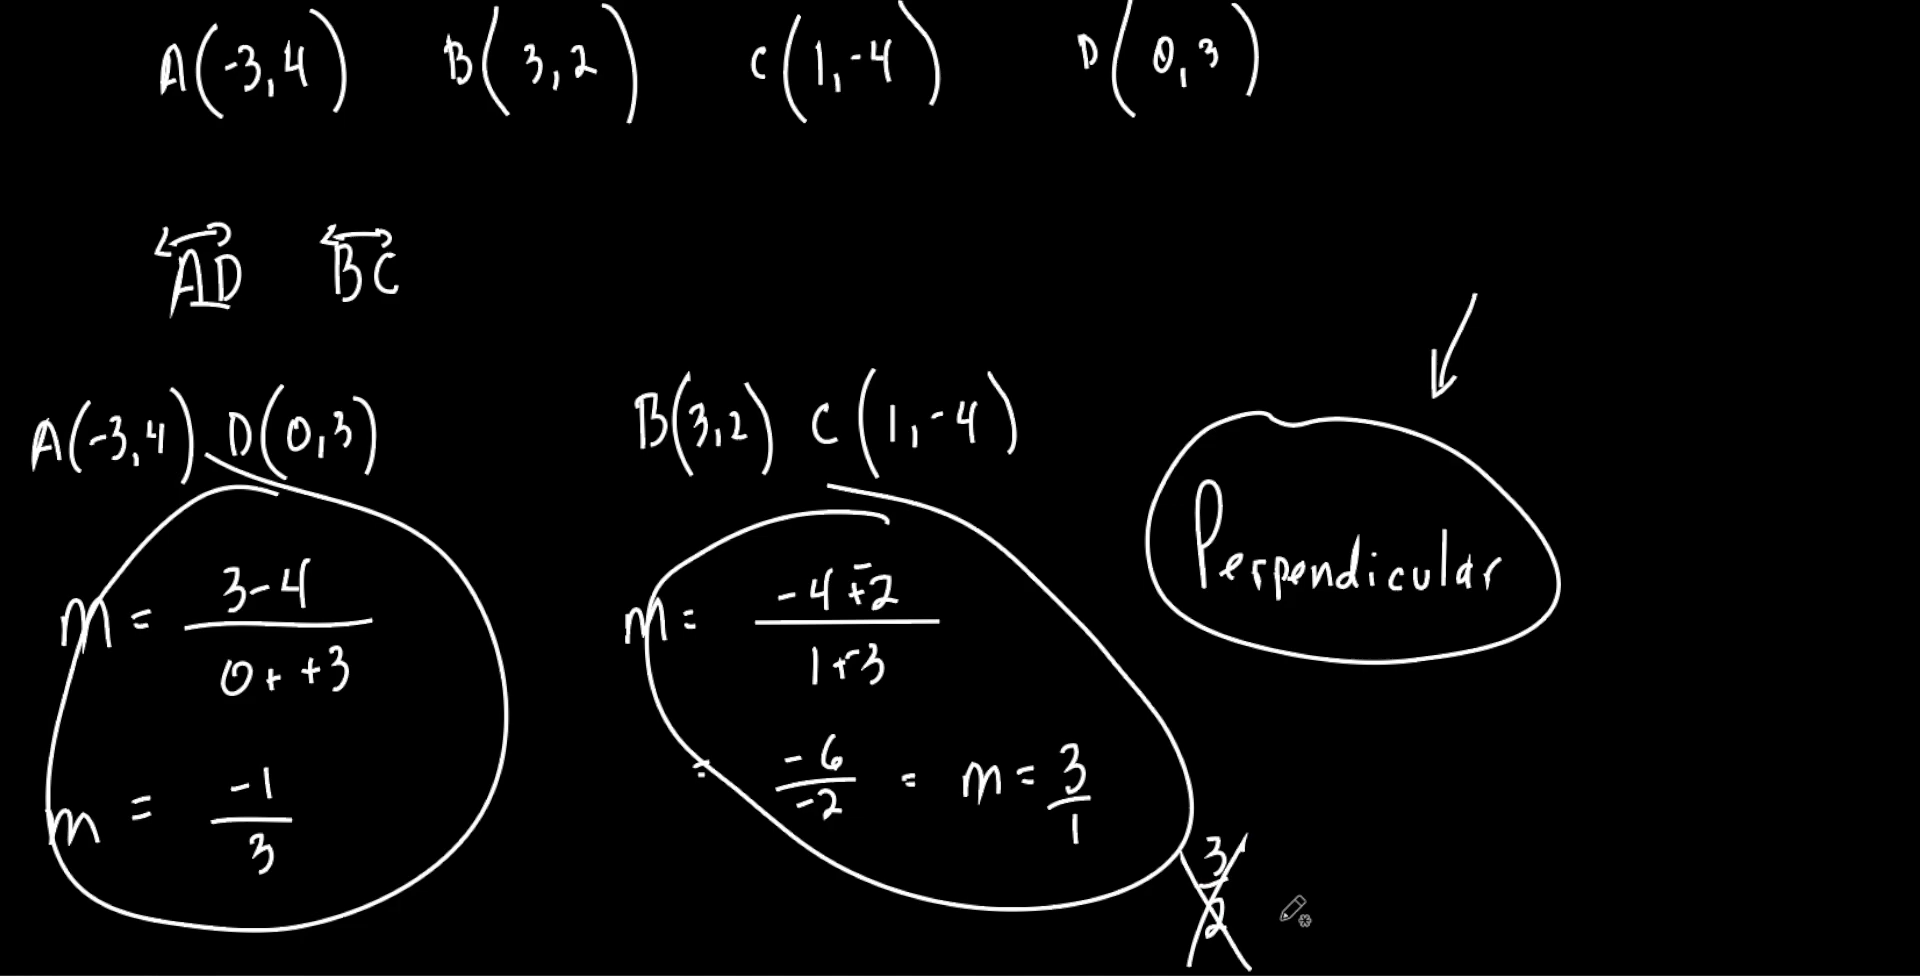 A(-3,4) B(3,2) C(1,-4) D(0,3)
AD BC
A(-3,4) D(0,3) B(3,2) C(1,-4)
Perpendicular
m = 3-4 / 0+ +3
m = -4+-2 / 1+-3
m = -1 / 3
= -6 / -2 = m = 3 / 1
3 / 2